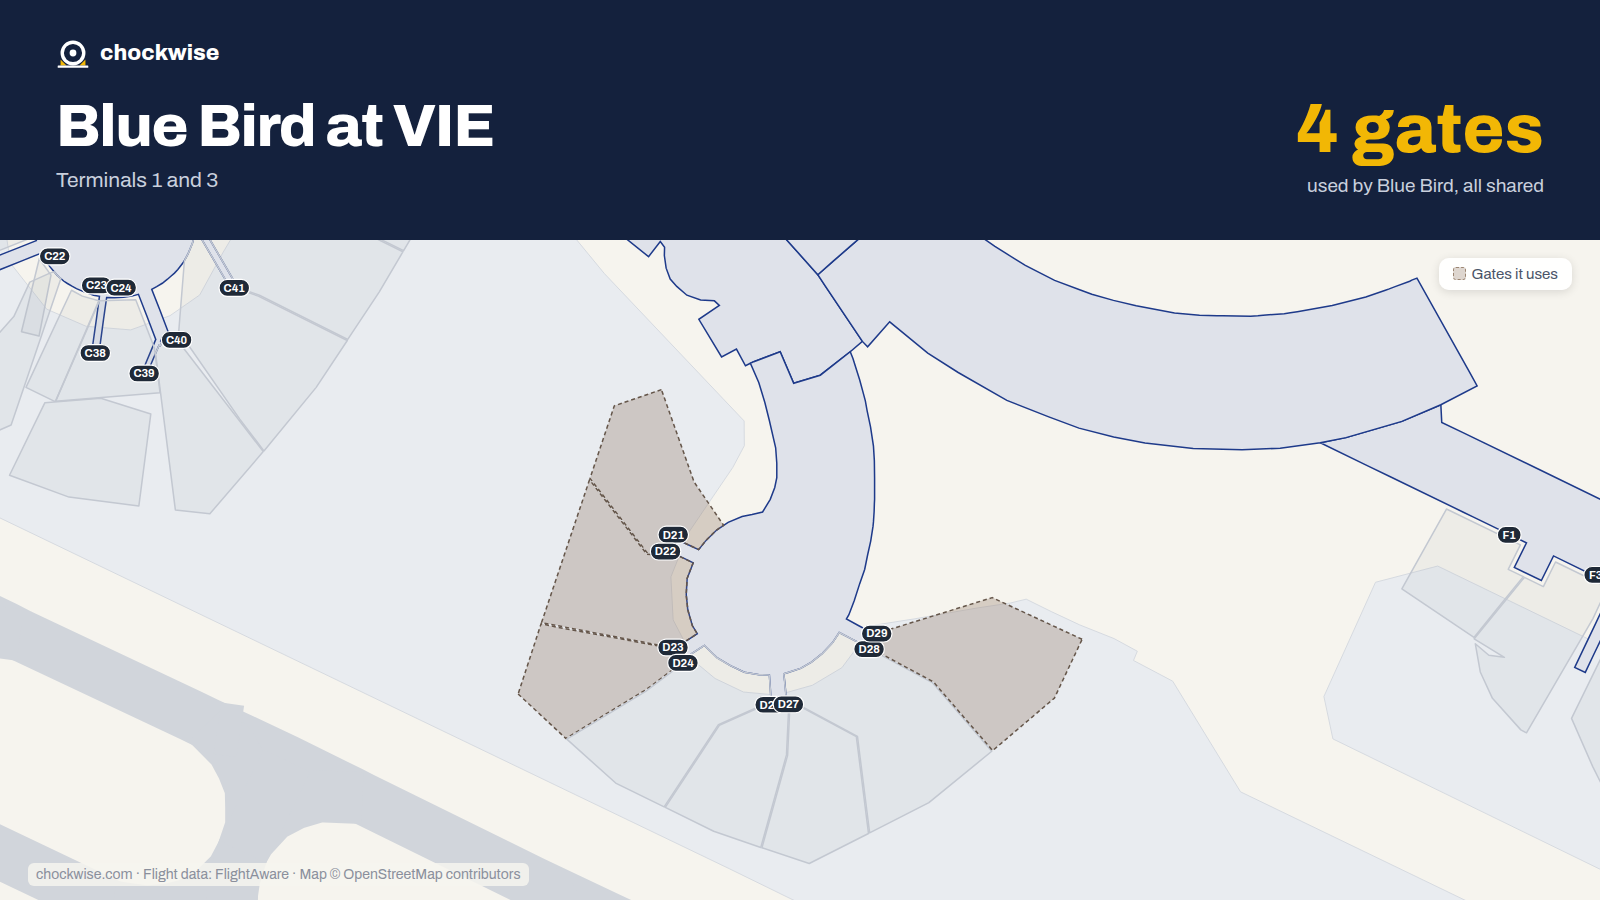 chockwise
Blue Bird at VIE
Terminals 1 and 3
4 gates
used by Blue Bird, all shared
Gates it uses
C22
C23
C24
C41
C38
C40
C39
D21
D22
D23
D24
D29
D28
D27
F1
chockwise.com · Flight data: FlightAware · Map © OpenStreetMap contributors